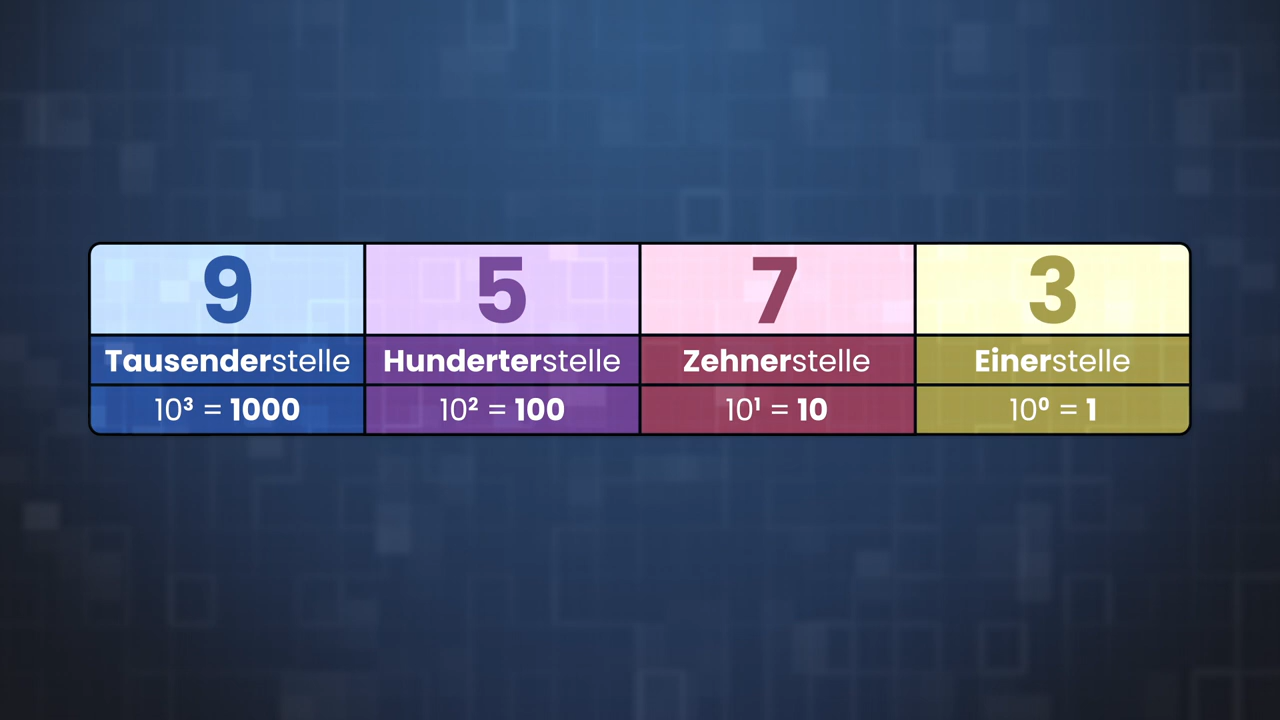 9 5 7 3
Tausenderstelle Hunderterstelle Zehnerstelle Einerstelle
10³ = 1000 10² = 100 10¹ = 10 10⁰ = 1